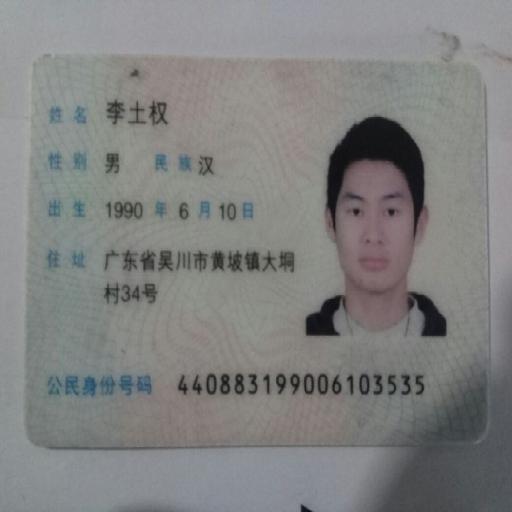 姓名 李土权
性别 男 民族 汉
出生 1990 年 6 月 10 日
住址 广东省吴川市黄坡镇大垌
村34号
公民身份号码 440883199006103535